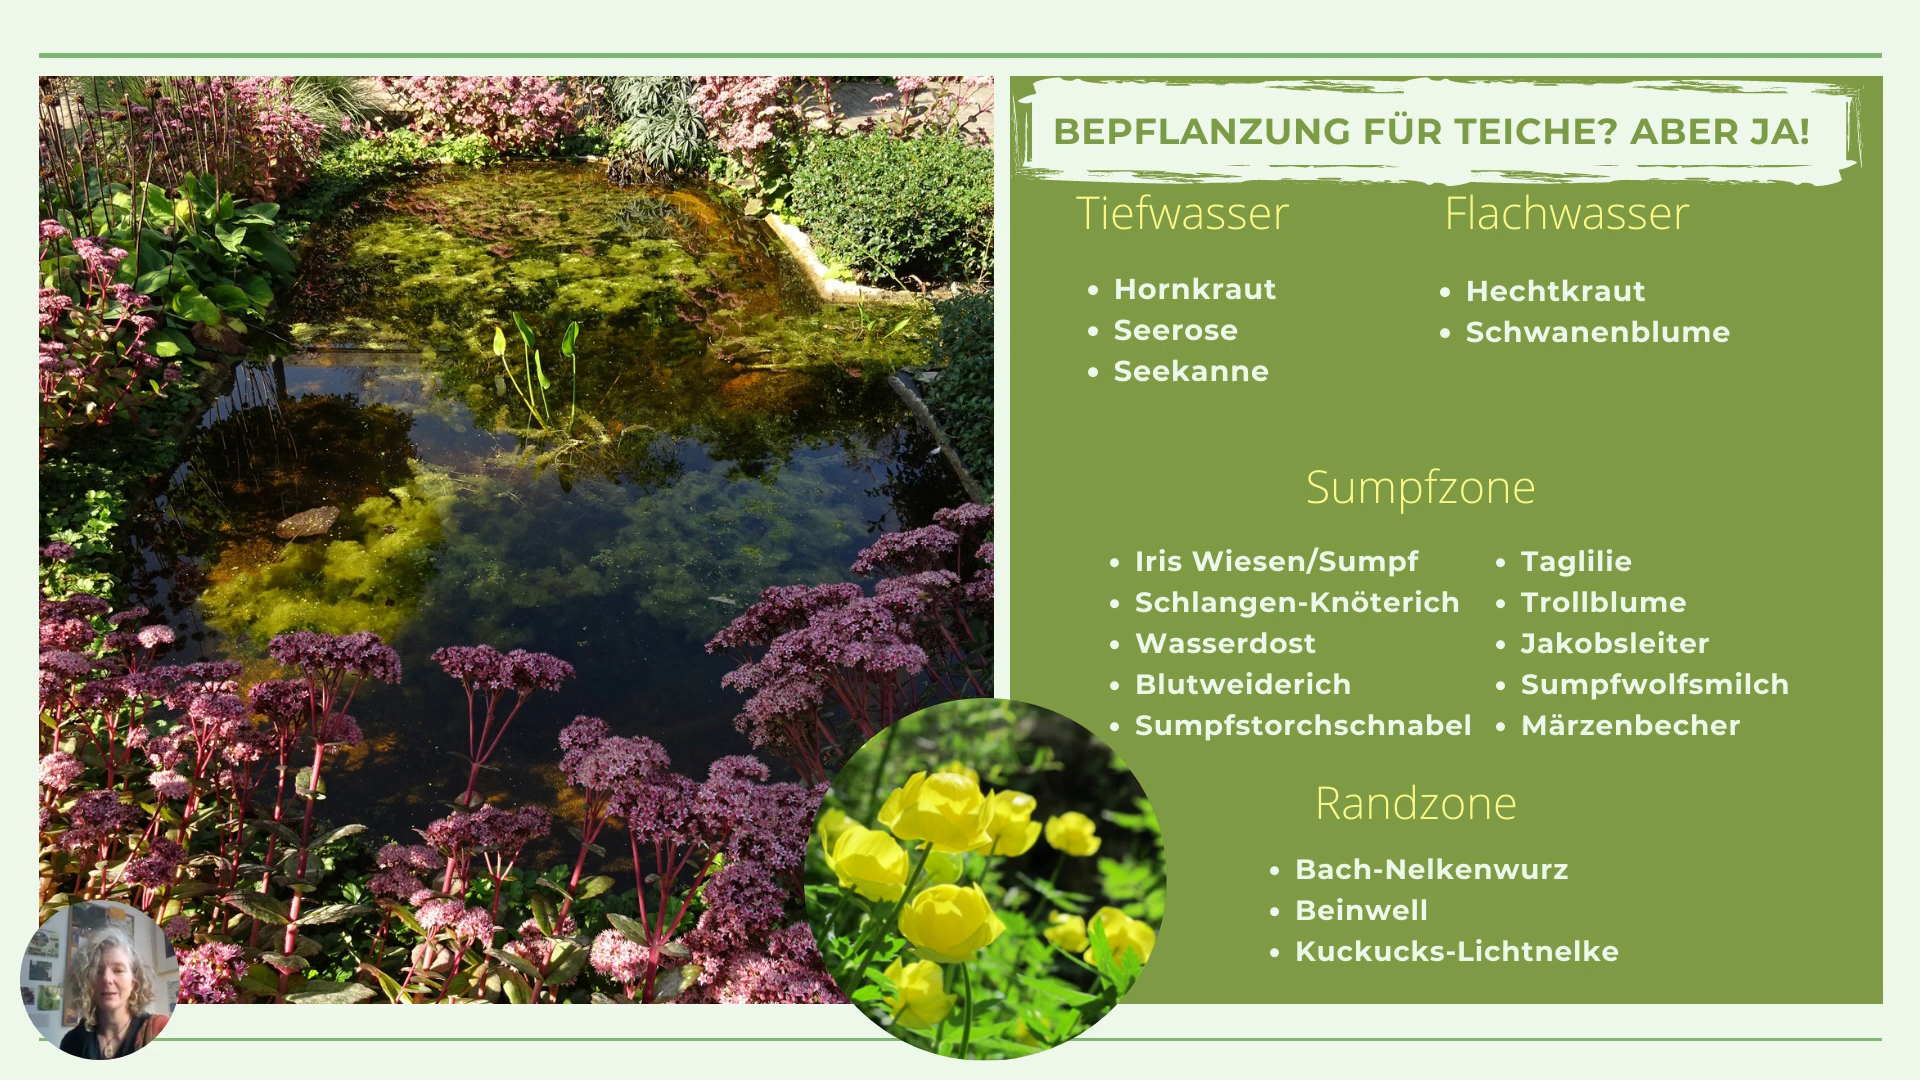 BEPFLANZUNG FÜR TEICHE? ABER JA!
Tiefwasser
Hornkraut
Seerose
Seekanne
Flachwasser
Hechtkraut
Schwanenblume
Sumpfzone
Iris Wiesen/Sumpf
Schlangen-Knöterich
Wasserdost
Blutweiderich
Sumpfstorchschnabel
Taglilie
Trollblume
Jakobsleiter
Sumpfwolfsmilch
Märzenbecher
Randzone
Bach-Nelkenwurz
Beinwell
Kuckucks-Lichtnelke